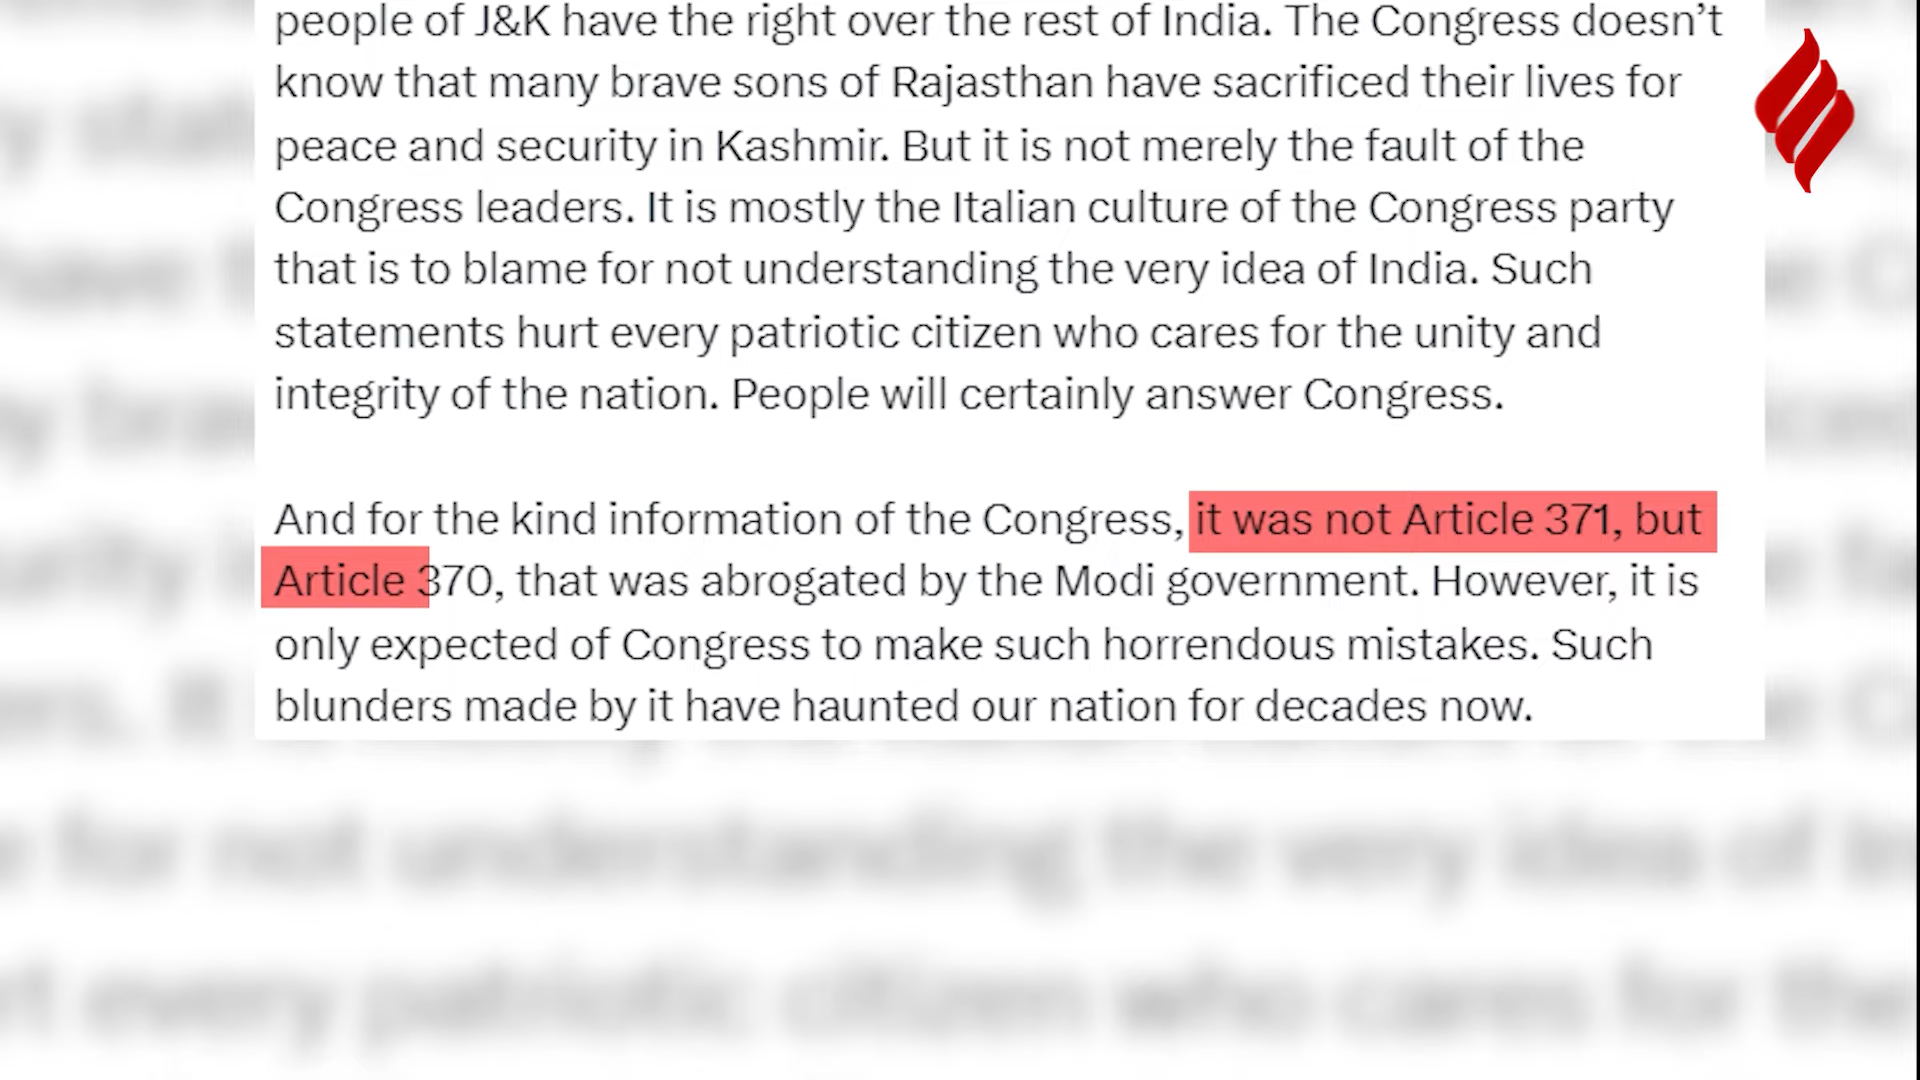 people of J&K have the right over the rest of India. The Congress doesn’t
know that many brave sons of Rajasthan have sacrificed their lives for
peace and security in Kashmir. But it is not merely the fault of the
Congress leaders. It is mostly the Italian culture of the Congress party
that is to blame for not understanding the very idea of India. Such
statements hurt every patriotic citizen who cares for the unity and
integrity of the nation. People will certainly answer Congress.
And for the kind information of the Congress, it was not Article 371, but
Article 370, that was abrogated by the Modi government. However, it is
only expected of Congress to make such horrendous mistakes. Such
blunders made by it have haunted our nation for decades now.